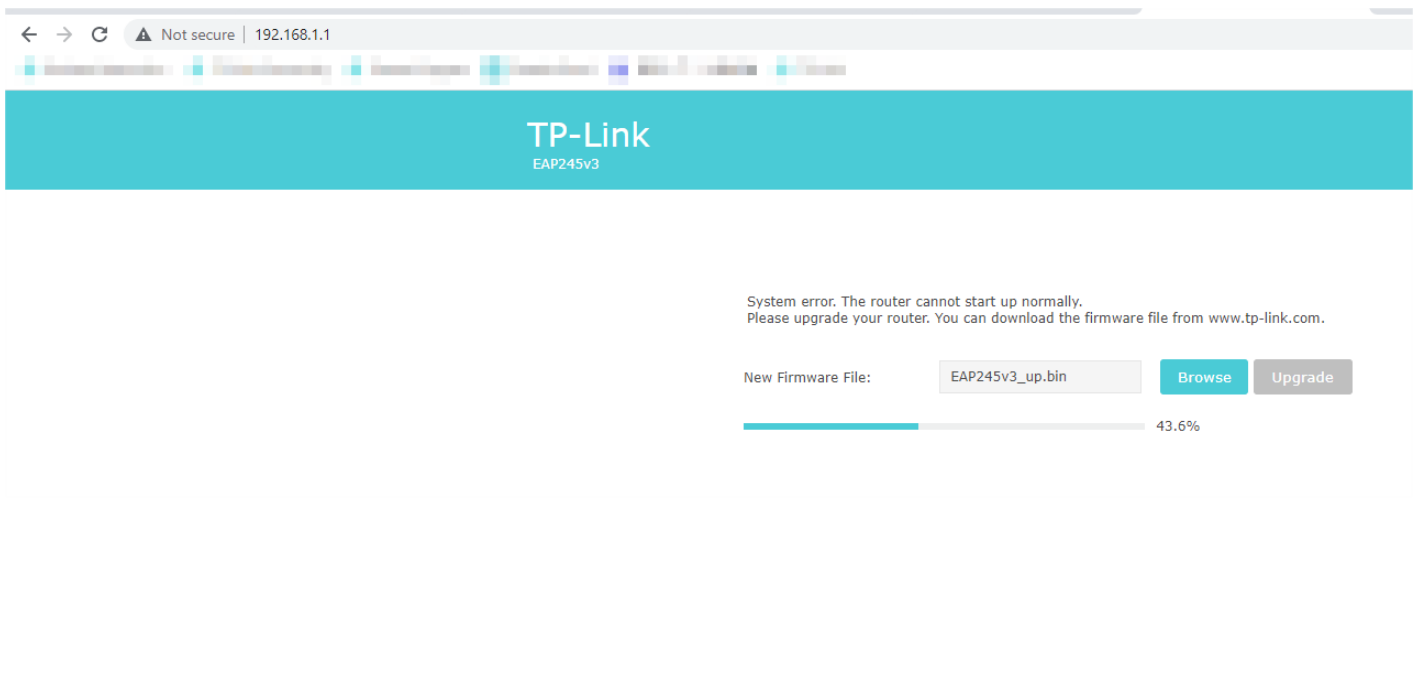 Not secure | 192.168.1.1
TP-Link
EAP245v3
System error. The router cannot start up normally.
Please upgrade your router. You can download the firmware file from www.tp-link.com.
New Firmware File: EAP245v3_up.bin Browse Upgrade
43.6%